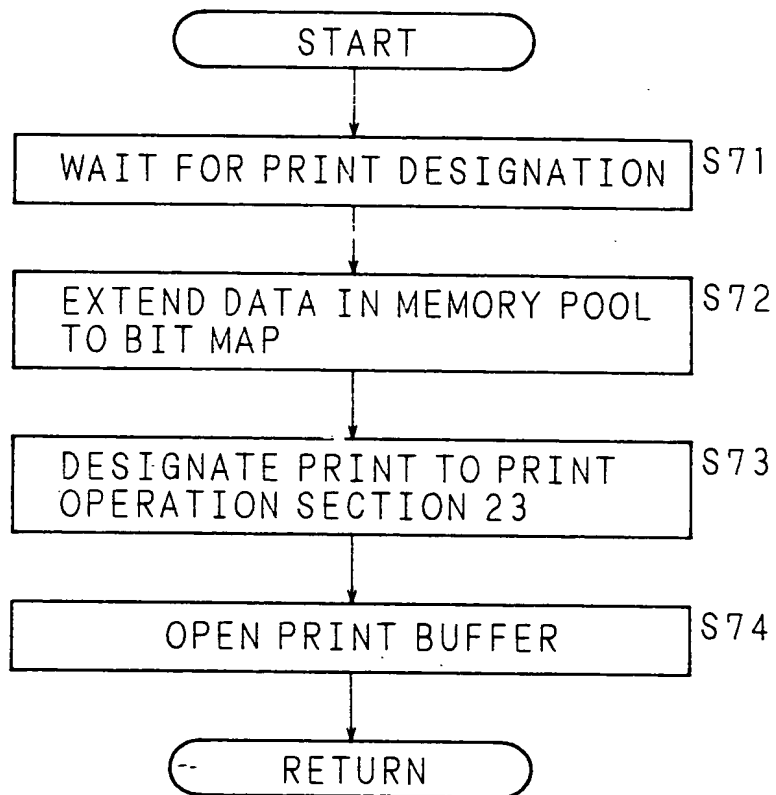 START
WAIT FOR PRINT DESIGNATION S71
EXTEND DATA IN MEMORY POOL S72
TO BIT MAP
DESIGNATE PRINT TO PRINT S73
OPERATION SECTION 23
OPEN PRINT BUFFER S74
RETURN